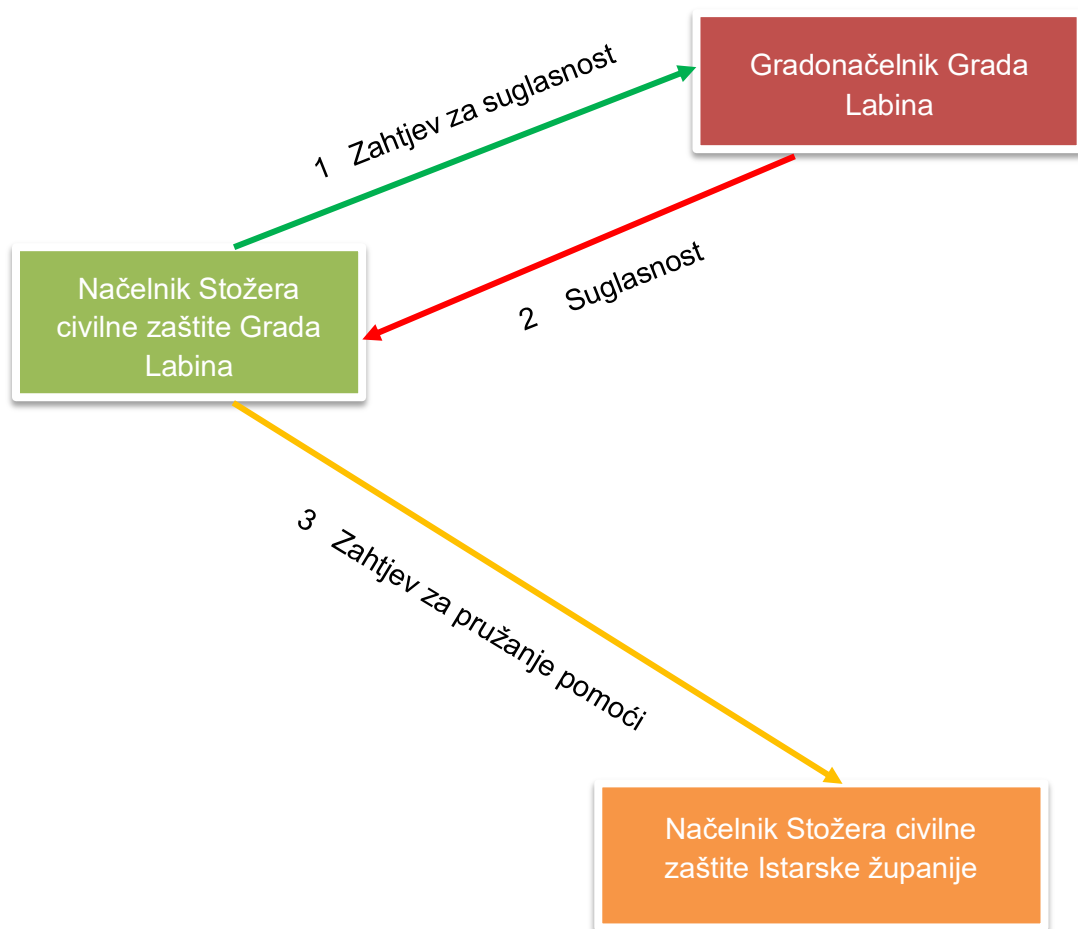 Gradonačelnik Grada
Labina
1 Zahtjev za suglasnost
2 Suglasnost
Načelnik Stožera
civilne zaštite Grada
Labina
3 Zahtjev za pružanje pomoći
Načelnik Stožera civilne
zaštite Istarske županije